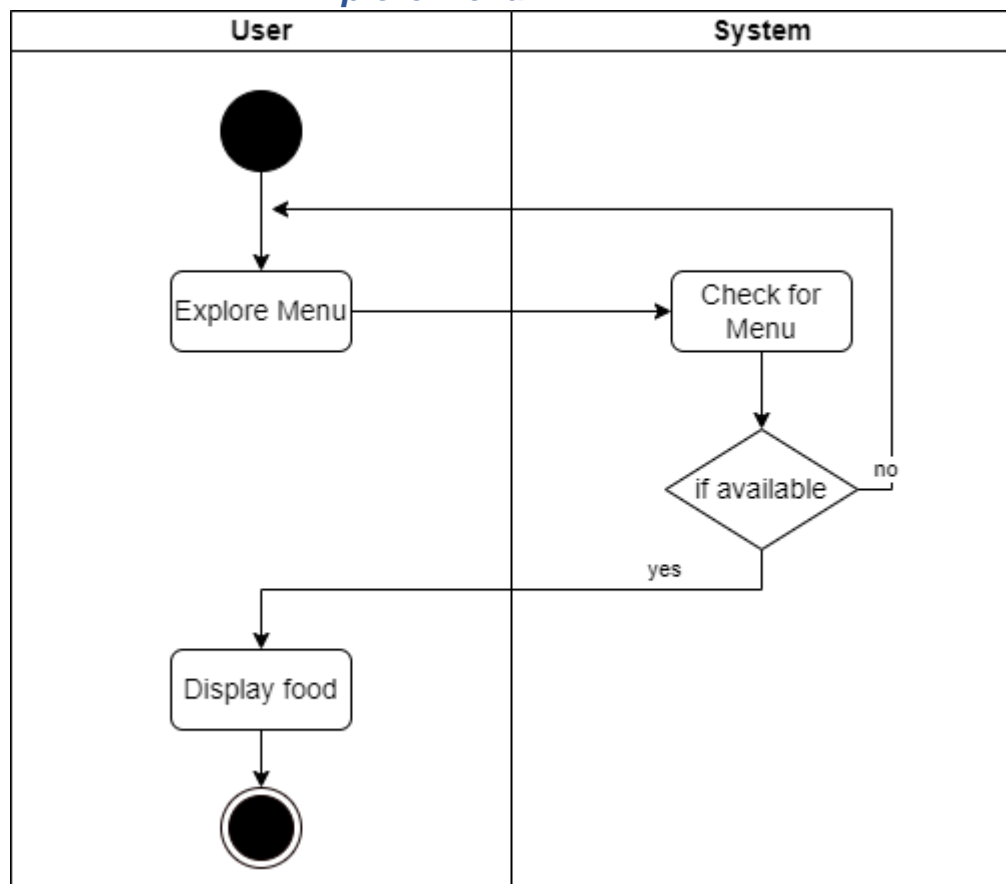 User
System
Explore Menu
Check for
Menu
if available
no
yes
Display food